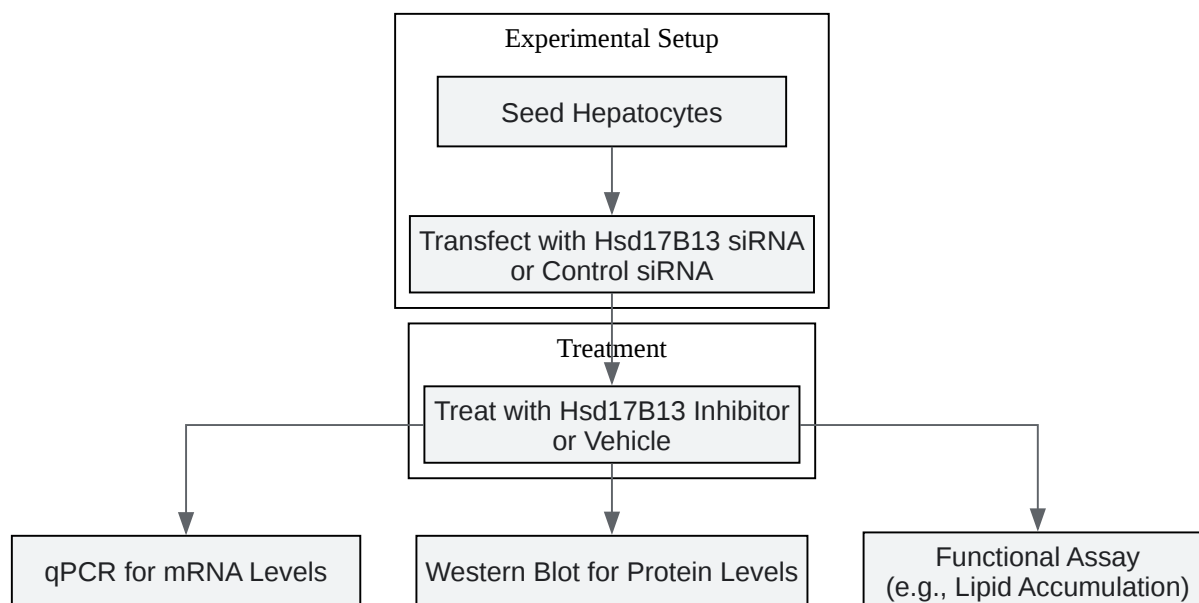 Experimental Setup
Seed Hepatocytes
Transfect with Hsd17B13 siRNA
or Control siRNA
Treatment
Treat with Hsd17B13 Inhibitor
or Vehicle
qPCR for mRNA Levels
Western Blot for Protein Levels
Functional Assay
(e.g., Lipid Accumulation)